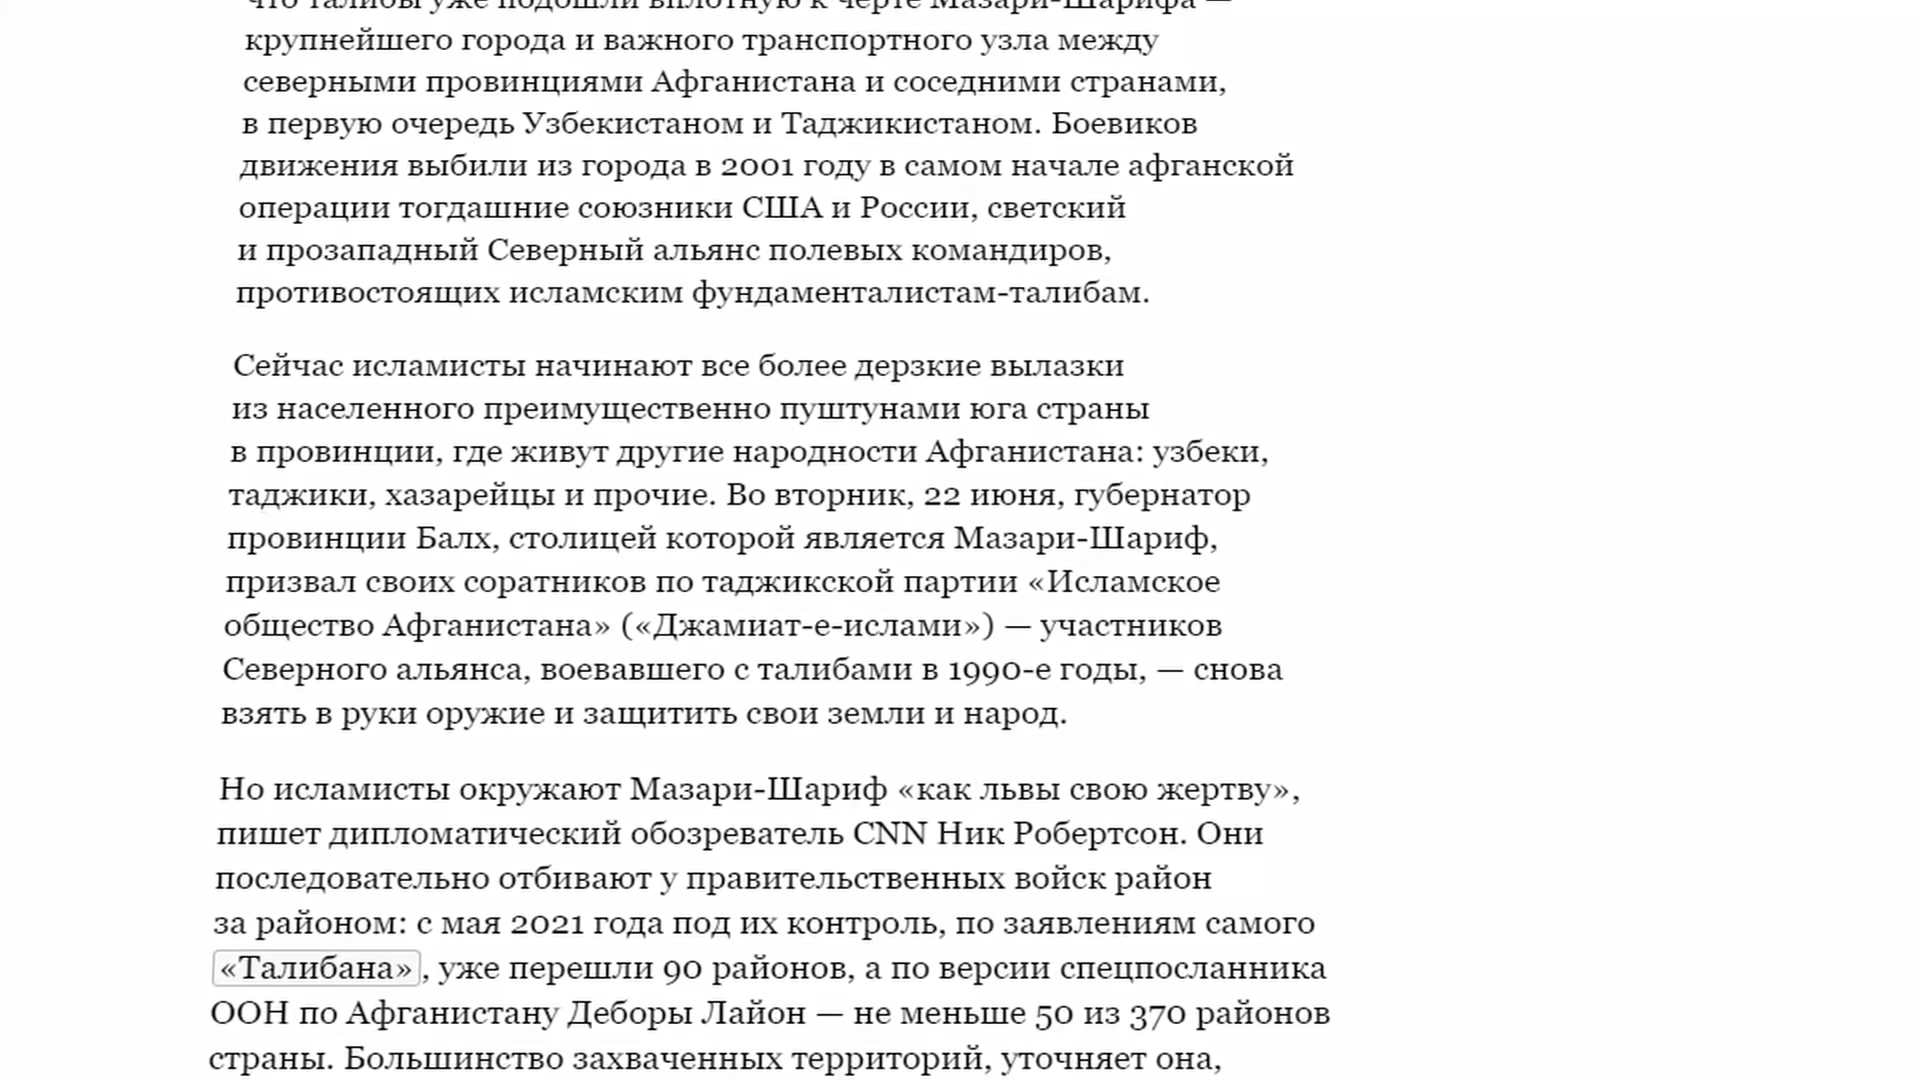 что талибы уже подошли вплотную к черте Мазари-Шарифа —
крупнейшего города и важного транспортного узла между
северными провинциями Афганистана и соседними странами,
в первую очередь Узбекистаном и Таджикистаном. Боевиков
движения выбили из города в 2001 году в самом начале афганской
операции тогдашние союзники США и России, светский
и прозападный Северный альянс полевых командиров,
противостоящих исламским фундаменталистам-талибам.
Сейчас исламисты начинают все более дерзкие вылазки
из населенного преимущественно пуштунами юга страны
в провинции, где живут другие народности Афганистана: узбеки,
таджики, хазарейцы и прочие. Во вторник, 22 июня, губернатор
провинции Балх, столицей которой является Мазари-Шариф,
призвал своих соратников по таджикской партии «Исламское
общество Афганистана» («Джамиат-е-ислами») — участников
Северного альянса, воевавшего с талибами в 1990-е годы, — снова
взять в руки оружие и защитить свои земли и народ.
Но исламисты окружают Мазари-Шариф «как львы свою жертву»,
пишет дипломатический обозреватель CNN Ник Робертсон. Они
последовательно отбивают у правительственных войск район
за районом: с мая 2021 года под их контроль, по заявлениям самого
«Талибана», уже перешли 90 районов, а по версии спецпосланника
ООН по Афганистану Деборы Лайон — не меньше 50 из 370 районов
страны. Большинство захваченных территорий, уточняет она,